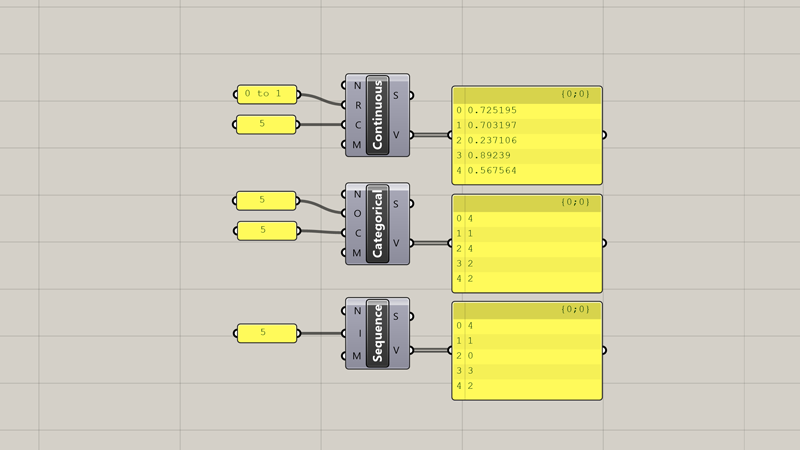 0 to 1
5
N
R
C
M
Continuous
S
V
{0;0}
0 0.725195
1 0.703197
2 0.237106
3 0.89239
4 0.567564
5
5
N
O
C
M
Categorical
S
V
{0;0}
0 4
1 1
2 4
3 2
4 2
5
N
I
M
Sequence
S
V
{0;0}
0 4
1 1
2 0
3 3
4 2